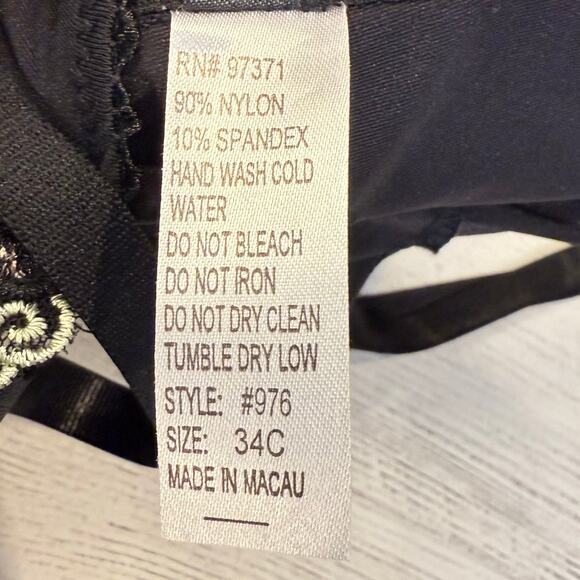 RN# 97371
90% NYLON
10% SPANDEX
HAND WASH COLD
WATER
DO NOT BLEACH
DO NOT IRON
DO NOT DRY CLEAN
TUMBLE DRY LOW
STYLE: #976
SIZE: 34C
MADE IN MACAU